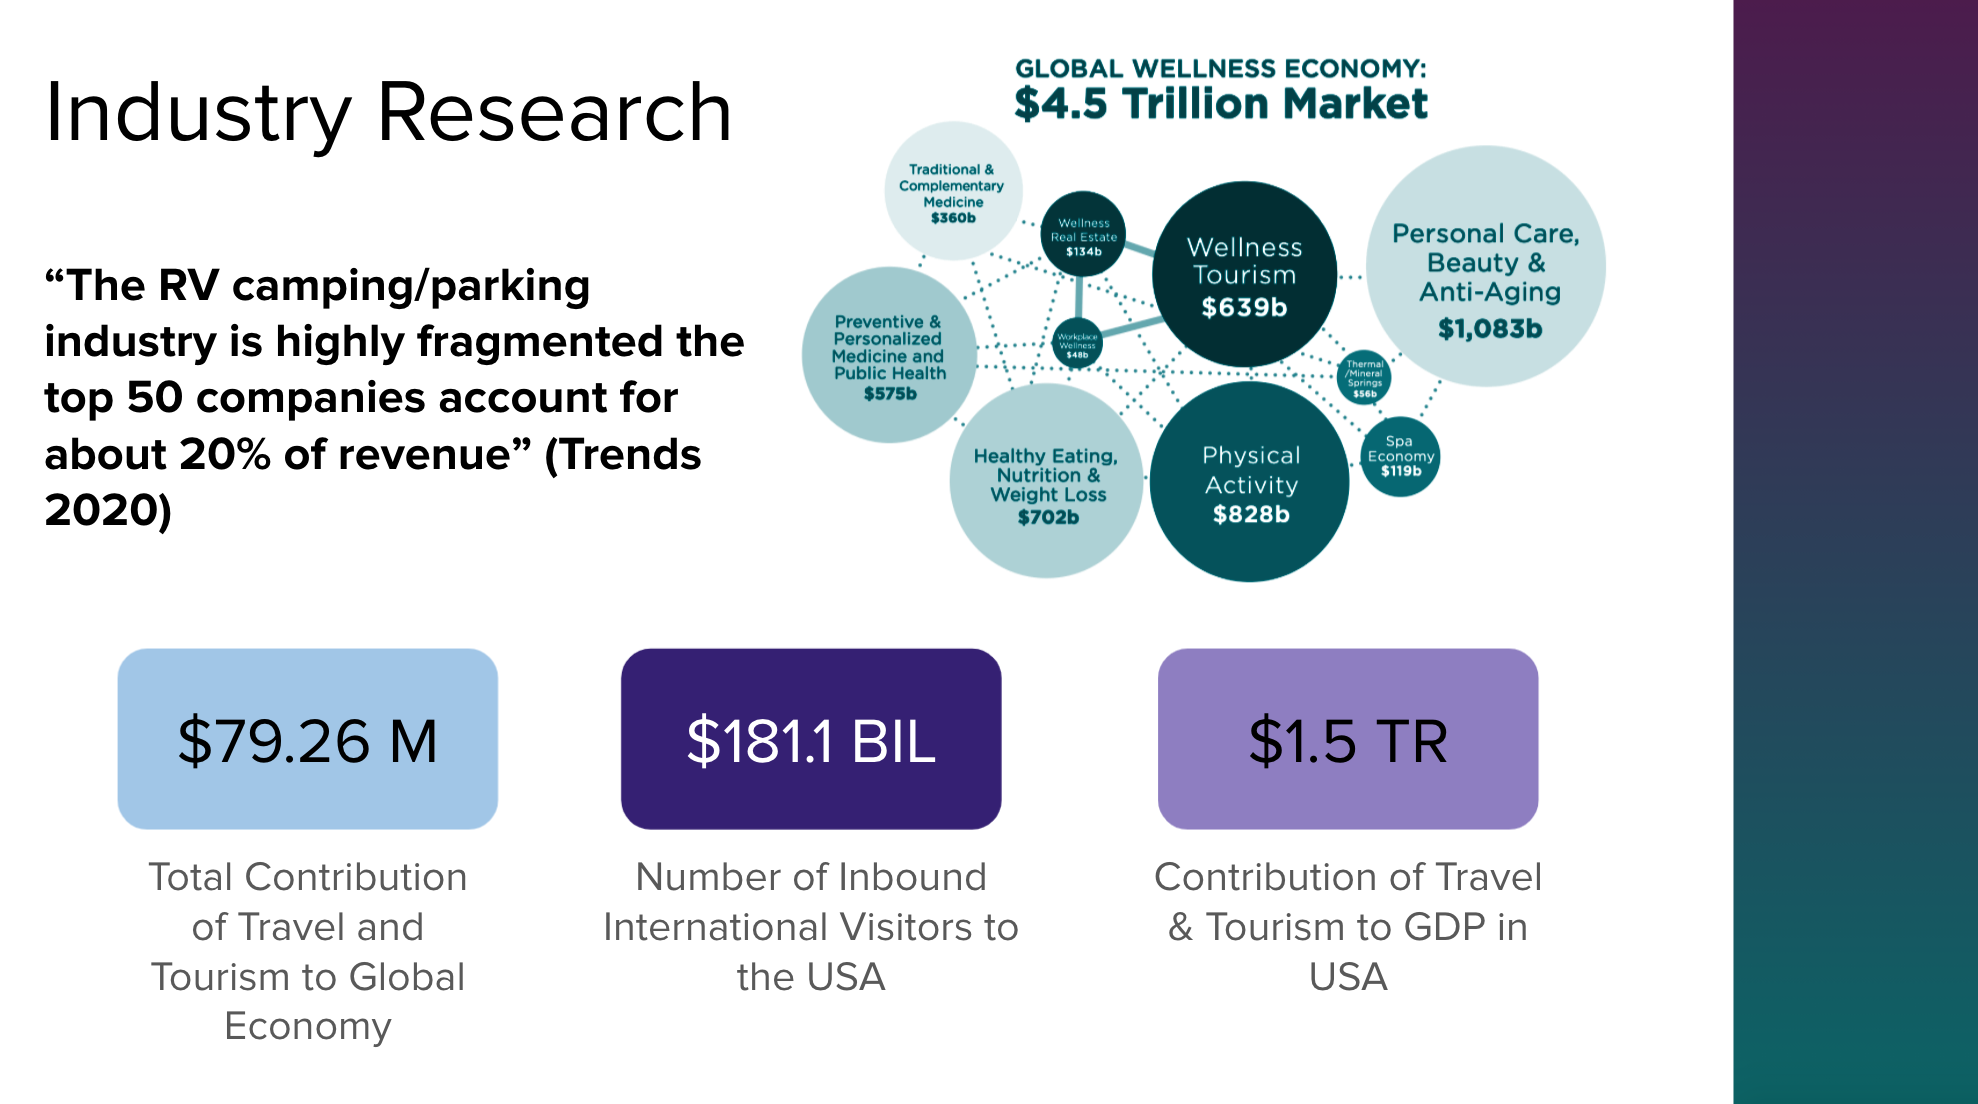 Industry Research
“The RV camping/parking
industry is highly fragmented the
top 50 companies account for
about 20% of revenue” (Trends
2020)
GLOBAL WELLNESS ECONOMY:
$4.5 Trillion Market
Traditional &
Complementary
Medicine
$360b
Wellness
Real Estate
$134b
Wellness
Tourism
$639b
Personal Care,
Beauty &
Anti-Aging
$1,083b
Preventive &
Personalized
Medicine and
Public Health
$575b
Workplace
Wellness
$48b
Thermal
/Mineral
Springs
$56b
Healthy Eating,
Nutrition &
Weight Loss
$702b
Physical
Activity
$828b
Spa
Economy
$119b
$79.26 M
Total Contribution
of Travel and
Tourism to Global
Economy
$181.1 BIL
Number of Inbound
International Visitors to
the USA
$1.5 TR
Contribution of Travel
& Tourism to GDP in
USA